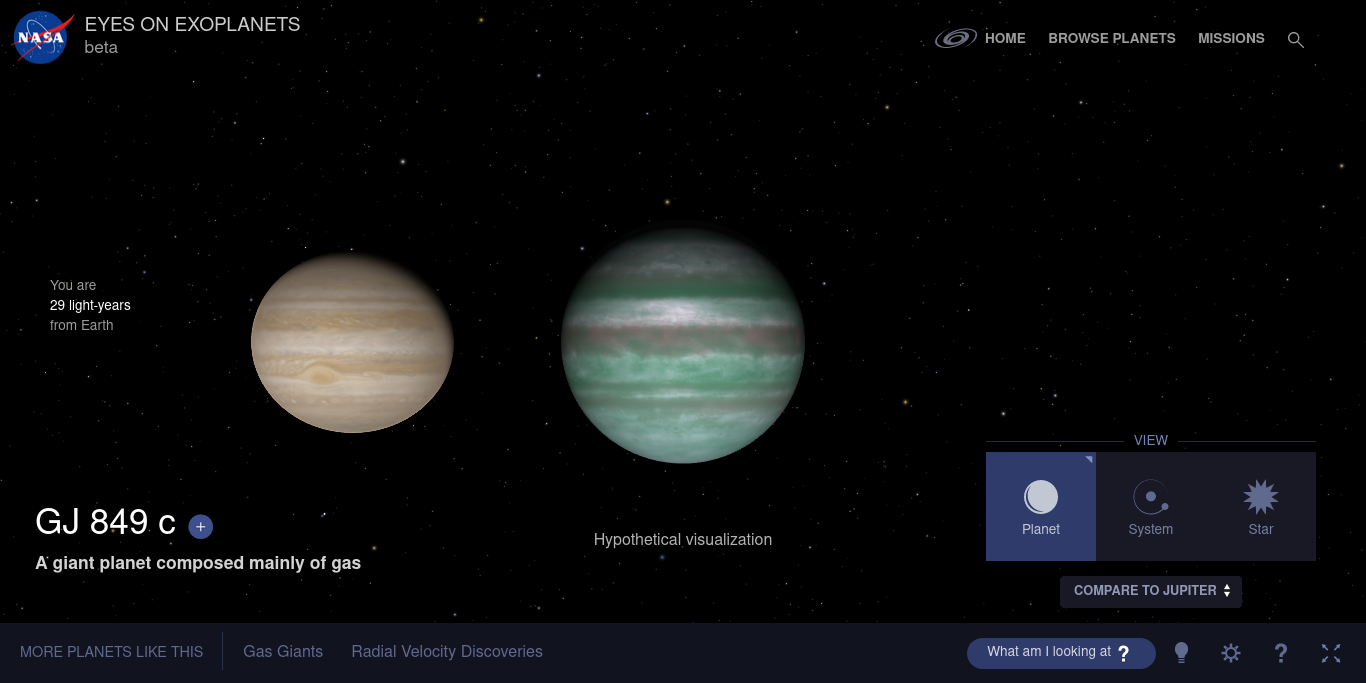 NASA
EYES ON EXOPLANETS
beta
HOME
BROWSE PLANETS
MISSIONS
You are
29 light-years
from Earth
GJ 849 c +
A giant planet composed mainly of gas
Hypothetical visualization
VIEW
Planet
System
Star
COMPARE TO JUPITER
MORE PLANETS LIKE THIS
Gas Giants
Radial Velocity Discoveries
What am I looking at ?
?